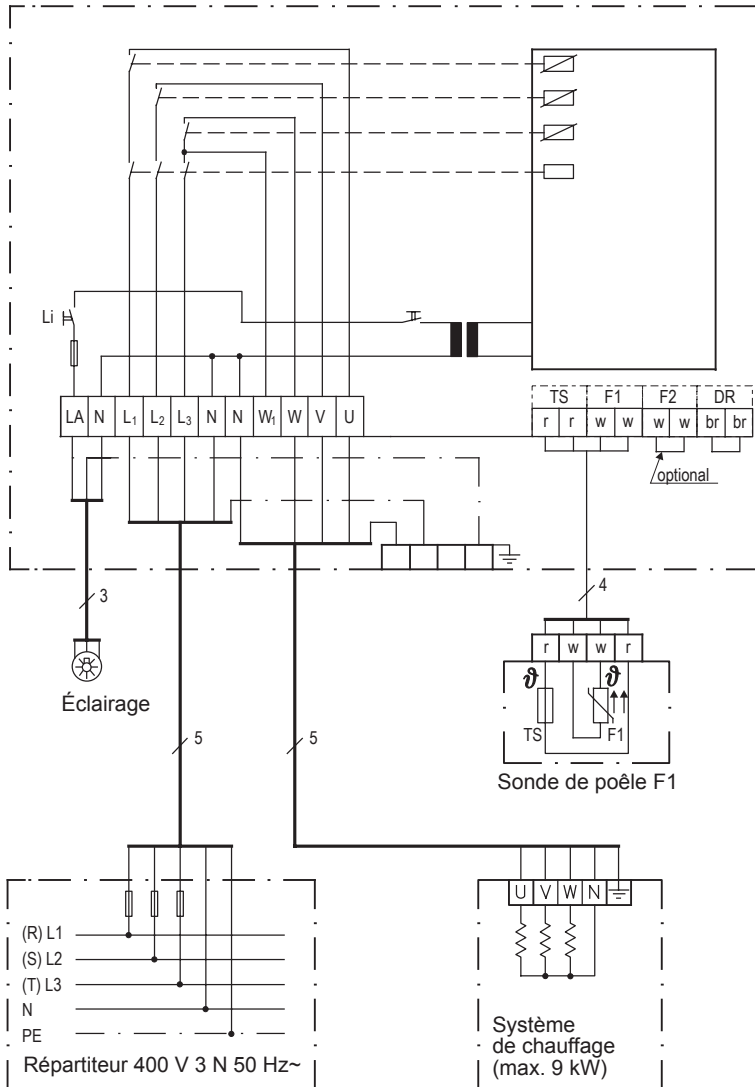 Li
LA N L1 L2 L3 N N W1 W V U
TS F1 F2 DR
r r w w w w br br
optional
3
4
Éclairage
r w w r
ϑ ϑ
TS F1
Sonde de poêle F1
5 5
(R) L1
(S) L2
(T) L3
N
PE
Répartiteur 400 V 3 N 50 Hz~
U V W N
Système
de chauffage
(max. 9 kW)